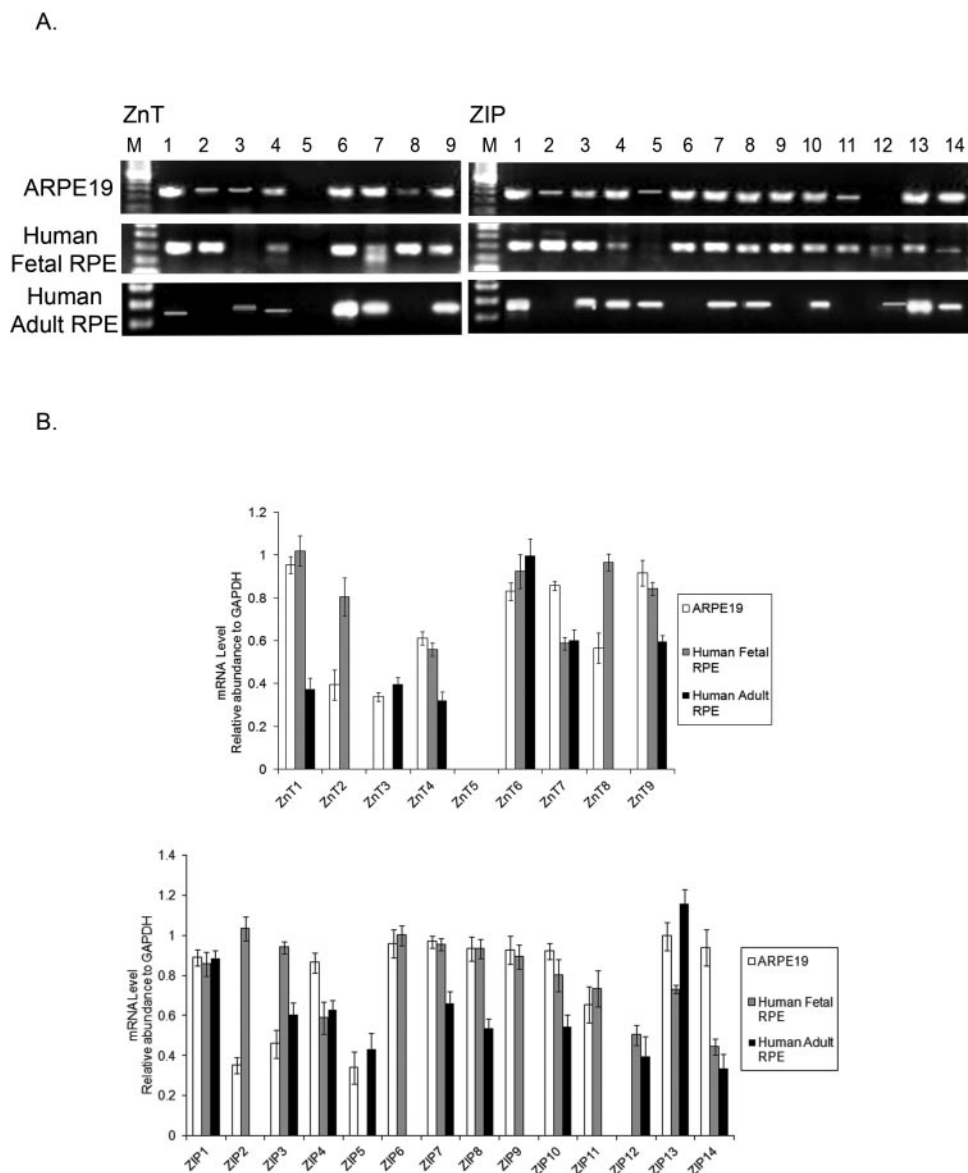 A.
ZnT
M 1 2 3 4 5 6 7 8 9
ZIP
M 1 2 3 4 5 6 7 8 9 10 11 12 13 14
ARPE19
Human
Fetal RPE
Human
Adult RPE
B.
mRNA Level
Relative abundance to GAPDH
1.2
1
0.8
0.6
0.4
0.2
0
ZnT1 ZnT2 ZnT3 ZnT4 ZnT5 ZnT6 ZnT7 ZnT8 ZnT9
ARPE19
Human Fetal
RPE
Human Adult
RPE
mRNA Level
Relative abundance to GAPDH
1.4
1.2
1
0.8
0.6
0.4
0.2
0
ZIP1 ZIP2 ZIP3 ZIP4 ZIP5 ZIP6 ZIP7 ZIP8 ZIP9 ZIP10 ZIP11 ZIP12 ZIP13 ZIP14
ARPE19
Human Fetal
RPE
Human Adult
RPE